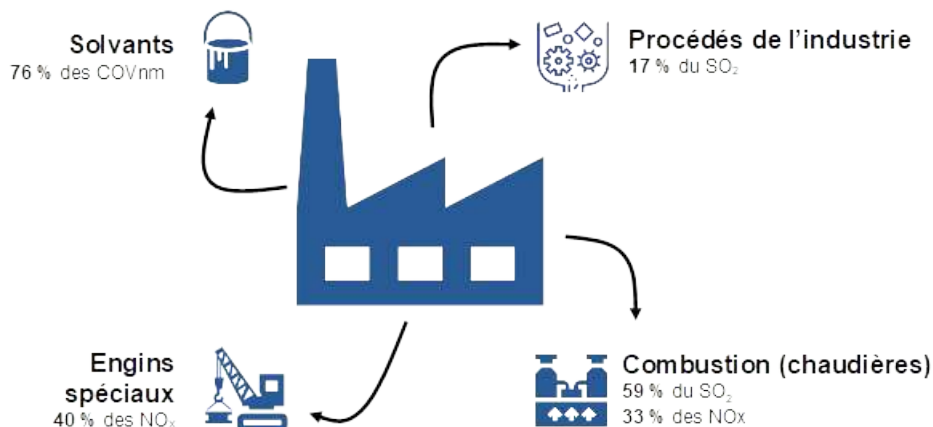 Solvants
76 % des COVnm
Procédés de l'industrie
17 % du SO₂
Engins
spéciaux
40 % des NOₓ
Combustion (chaudières)
59 % du SO₂
33 % des NOx